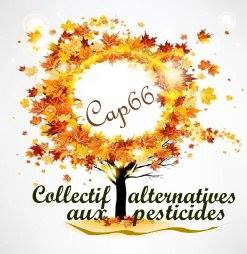 Cap66
Collectif alternatives
aux pesticides